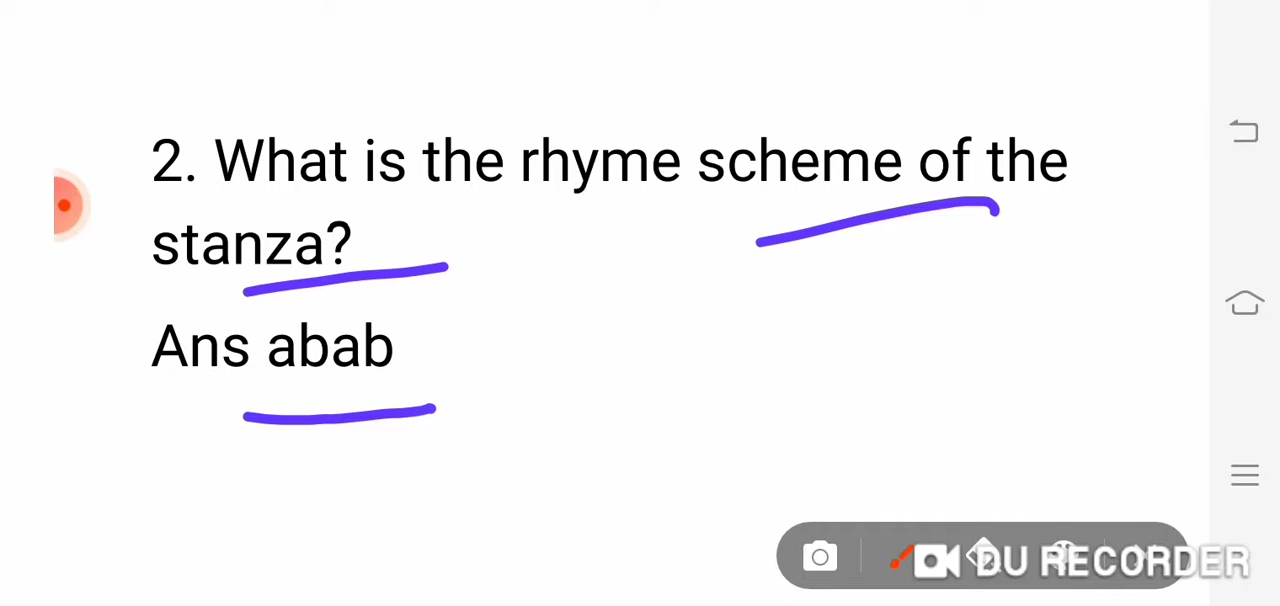 2. What is the rhyme scheme of the
stanza?
Ans abab
DU RECORDER